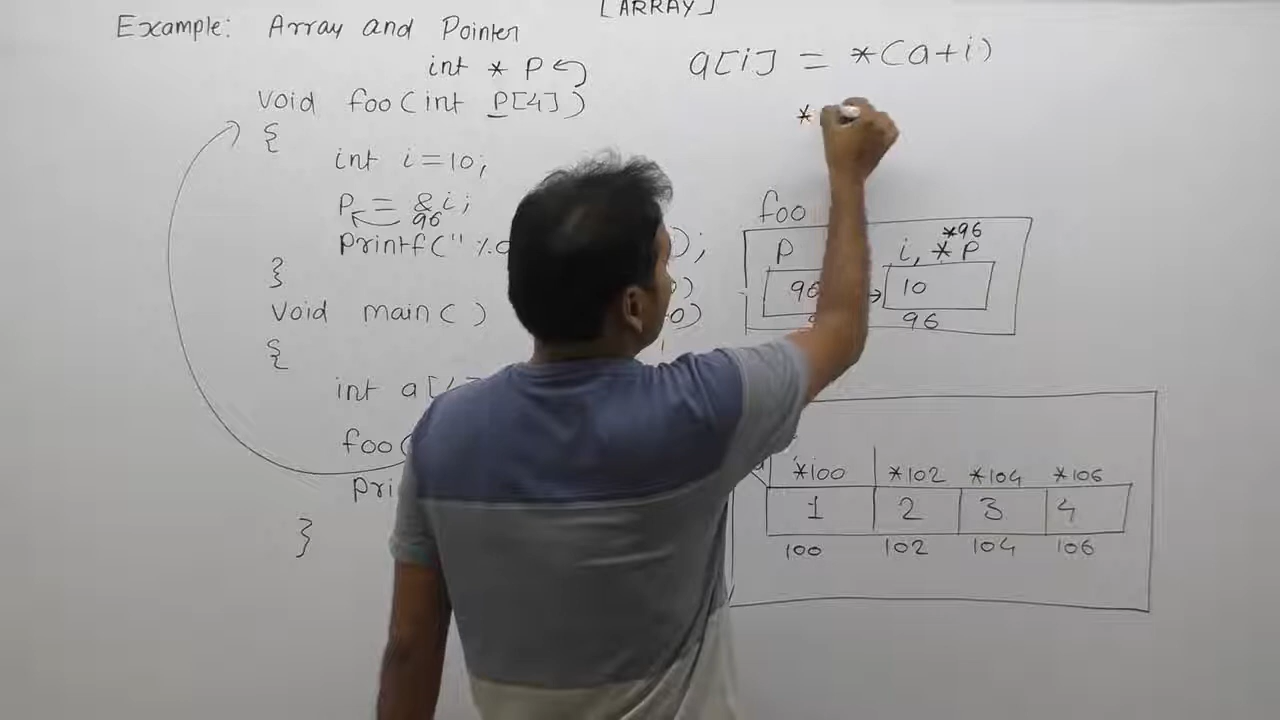 [ARRAY]
Example: Array and Pointer
int * P
void foo(int P[4])
{
int i=10;
P = &i;
96
Printf("
);
}
void main( )
{
int a[
foo(
Pri
}
a[i] = *(a+i)
*
foo
P
i, *P
*96
96
10
96
*100 *102 *104 *106
1 2 3 4
100 102 104 106